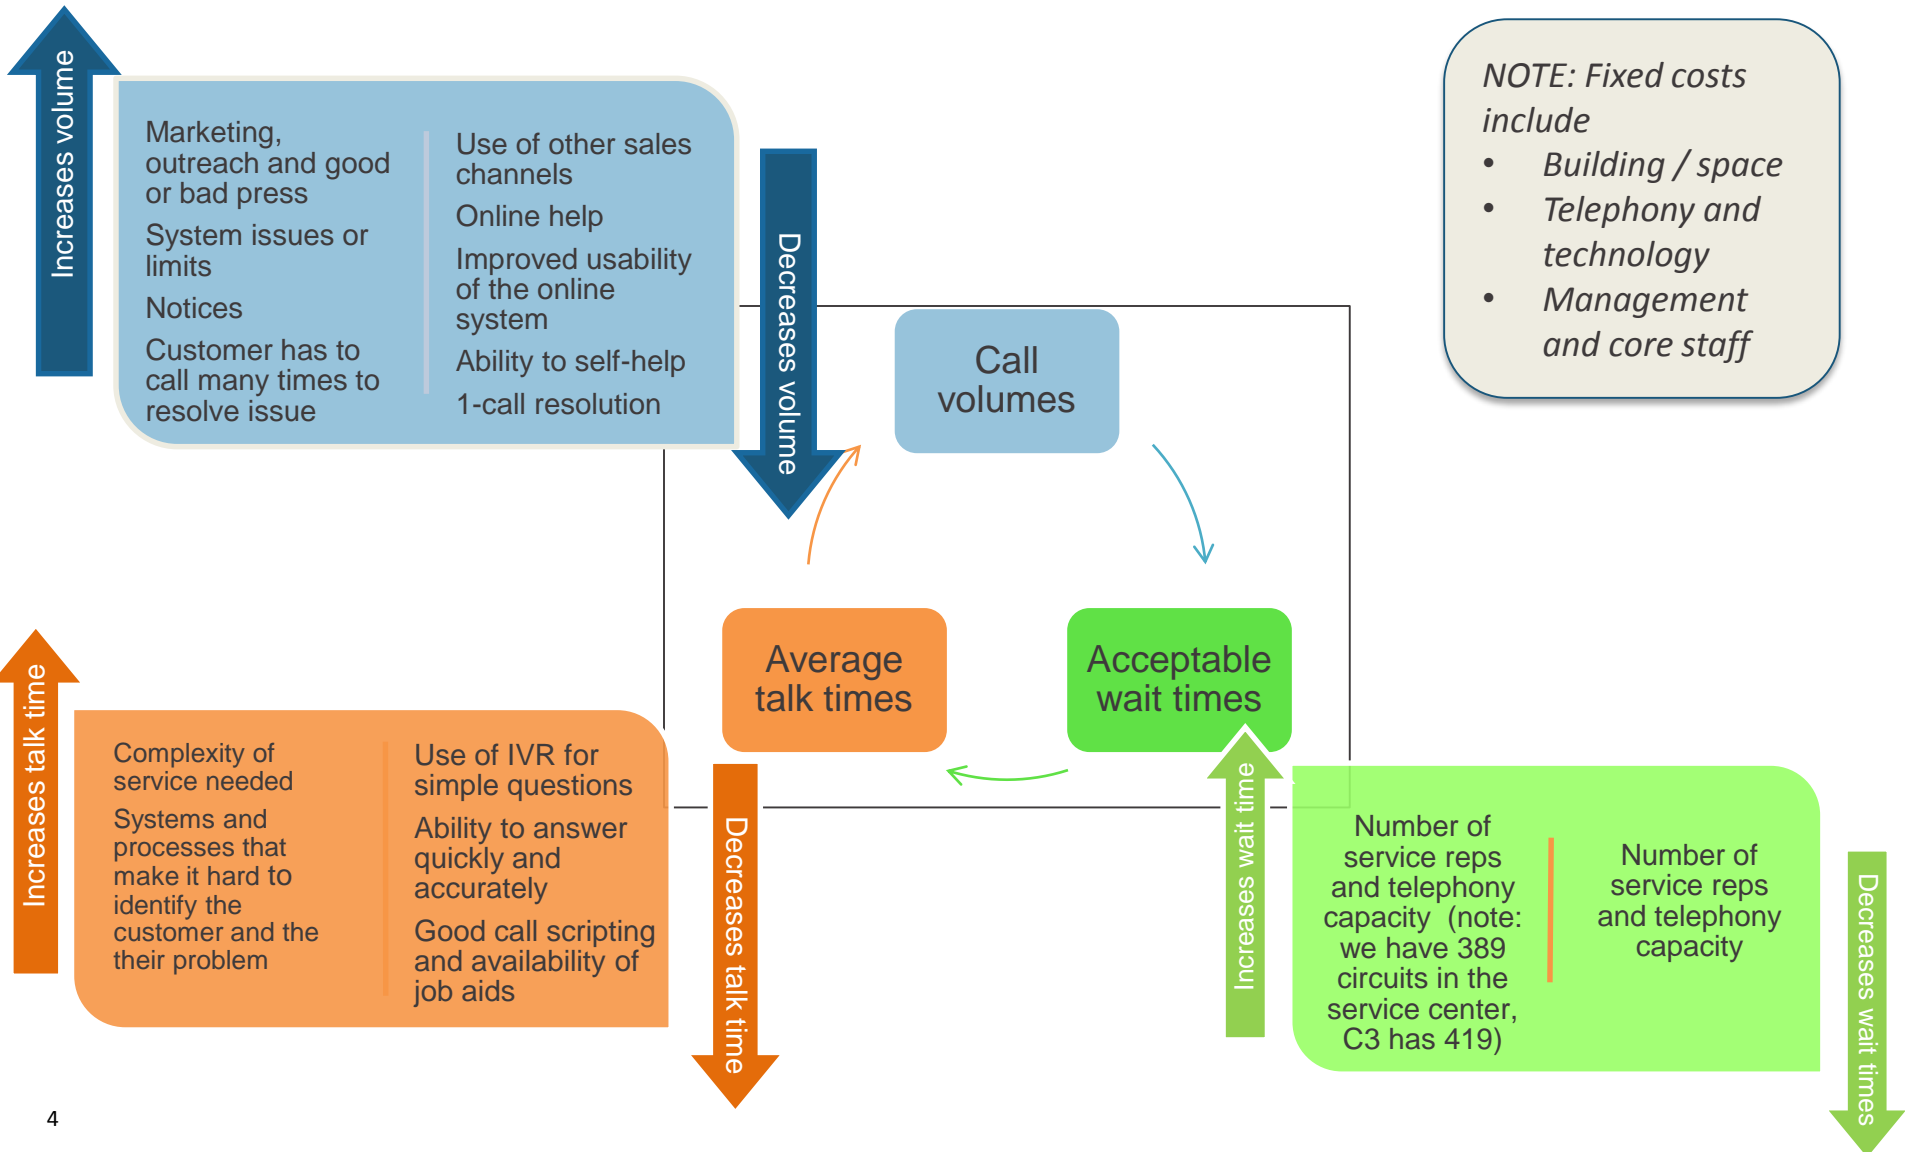 Increases volume
Marketing,
outreach and good
or bad press
System issues or
limits
Notices
Customer has to
call many times to
resolve issue
Use of other sales
channels
Online help
Improved usability
of the online
system
Ability to self-help
1-call resolution
Decreases volume
NOTE: Fixed costs
include
• Building / space
• Telephony and
technology
• Management
and core staff
Call
volumes
Average
talk times
Acceptable
wait times
Increases talk time
Complexity of
service needed
Systems and
processes that
make it hard to
identify the
customer and the
their problem
Use of IVR for
simple questions
Ability to answer
quickly and
accurately
Good call scripting
and availability of
job aids
Decreases talk time
Increases wait time
Number of
service reps
and telephony
capacity (note:
we have 389
circuits in the
service center,
C3 has 419)
Number of
service reps
and telephony
capacity
Decreases wait times
4